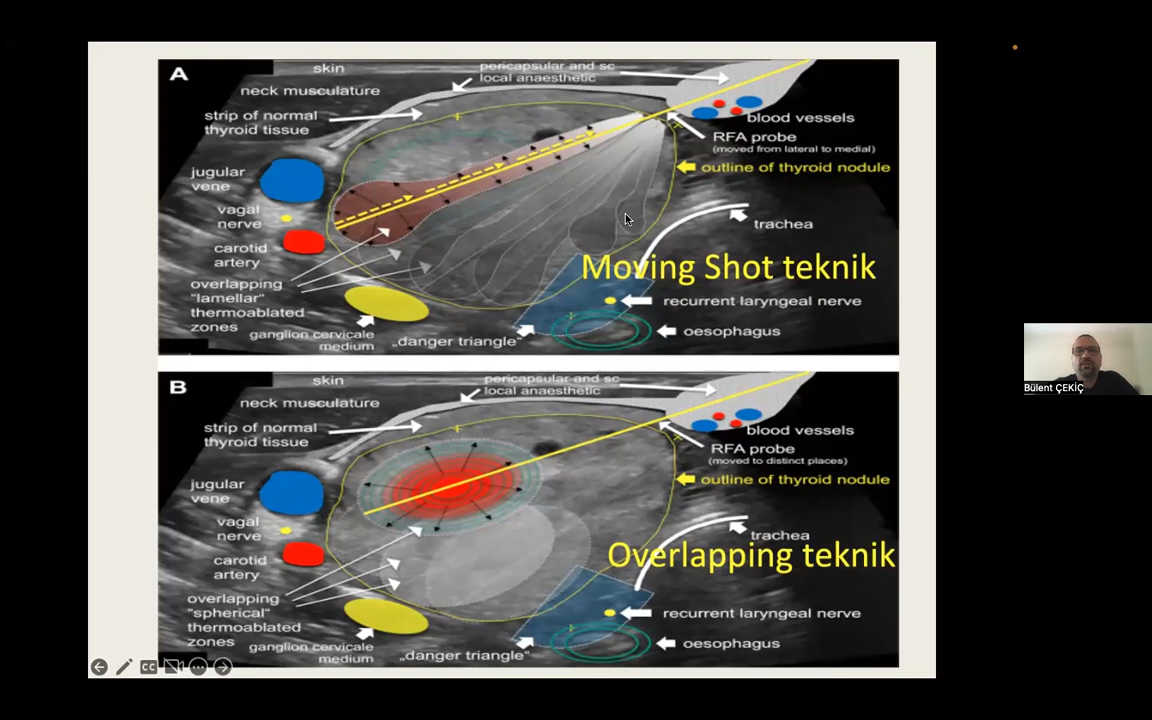 A
skin
pericapsular and sc
local anaesthetic
neck musculature
strip of normal
thyroid tissue
blood vessels
RFA probe
(moved from lateral to medial)
outline of thyroid nodule
jugular
vene
vagal
nerve
trachea
carotid
artery
Moving Shot teknik
overlapping
"lamellar"
thermoablated
zones
recurrent laryngeal nerve
ganglion cervicale
medium
„danger triangle“
oesophagus
B
skin
pericapsular and sc
local anaesthetic
neck musculature
strip of normal
thyroid tissue
blood vessels
RFA probe
(moved to distinct places)
outline of thyroid nodule
jugular
vene
vagal
nerve
trachea
carotid
artery
Overlapping teknik
overlapping
"spherical"
thermoablated
zones
recurrent laryngeal nerve
ganglion cervicale
medium
„danger triangle“
oesophagus
CC
Bülent ÇEKİÇ